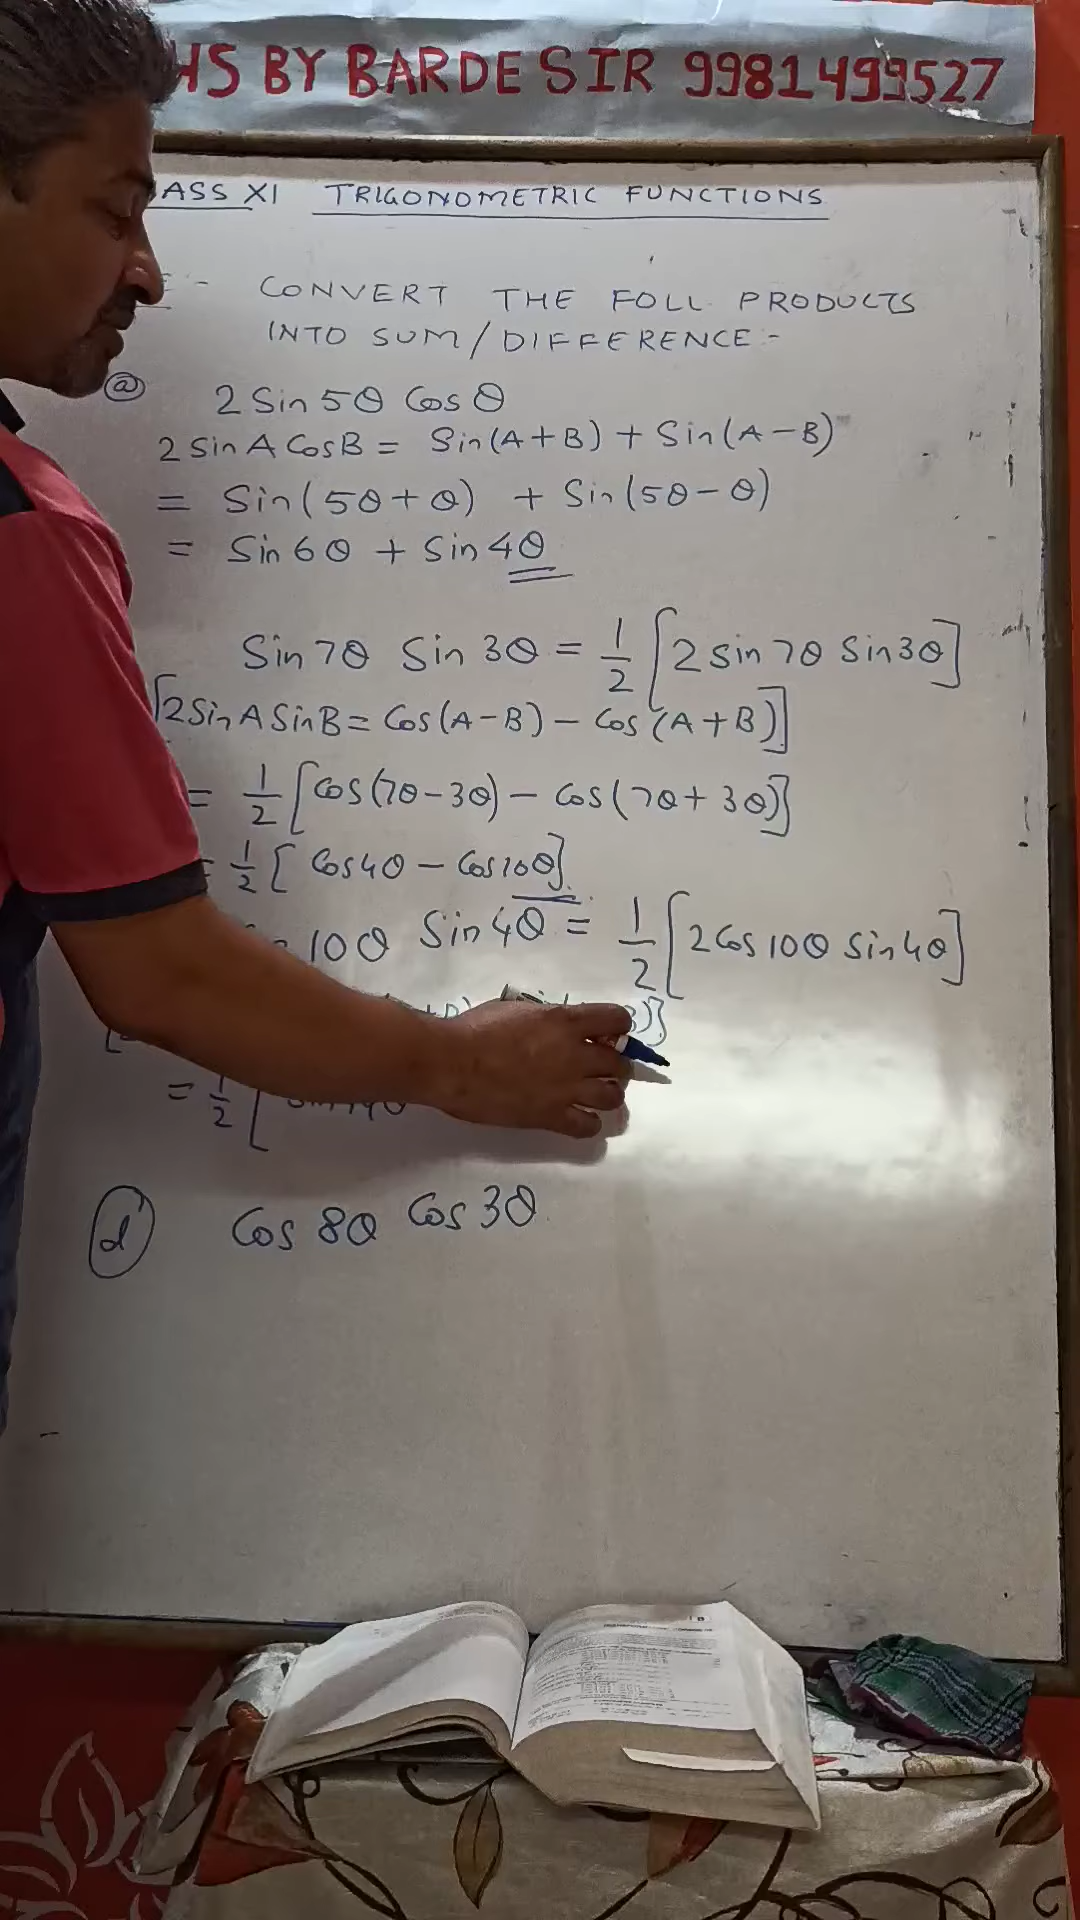 HS BY BARDE SIR 9981499527
ASS XI TRIGONOMETRIC FUNCTIONS
CONVERT THE FOLL. PRODUCTS
INTO SUM/DIFFERENCE:-
(a) 2 Sin 5θ Cos θ
2 Sin A Cos B = Sin(A+B) + Sin(A-B)
= Sin(5θ+θ) + Sin(5θ-θ)
= Sin 6θ + Sin 4θ
Sin 7θ Sin 3θ = 1/2 [2 Sin 7θ Sin 3θ]
[2 Sin A Sin B = Cos(A-B) - Cos(A+B)]
= 1/2 [Cos(7θ-3θ) - Cos(7θ+3θ)]
= 1/2 [Cos 4θ - Cos 10θ]
10θ Sin 4θ = 1/2 [2 Cos 10θ Sin 4θ]
= 1/2 [Sin 14θ
(d) Cos 8θ Cos 3θ